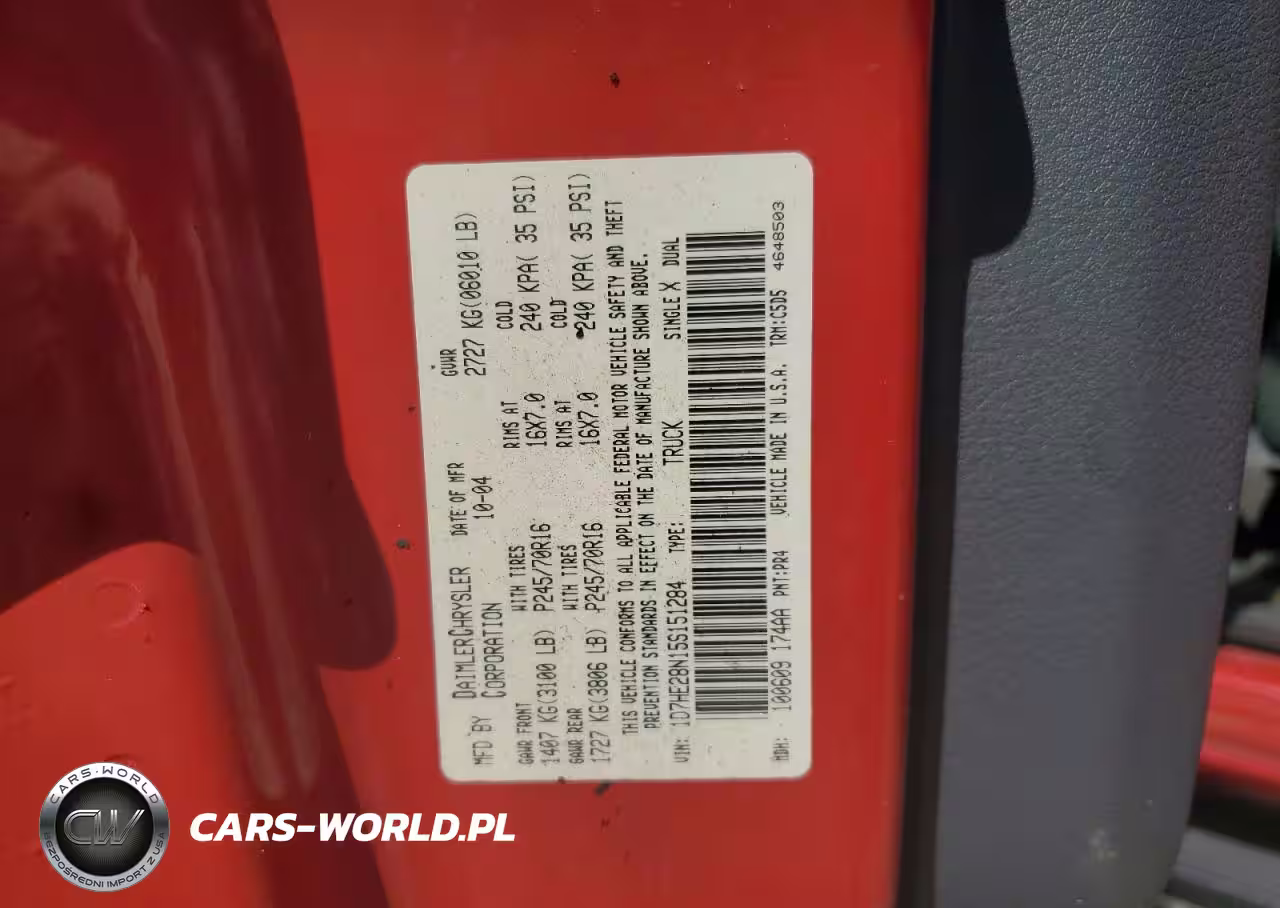 MFD BY DAIMLERCHRYSLER CORPORATION DATE OF MFR 10-04 GVWR 2727 KG(06010 LB)
GAWR FRONT WITH TIRES RIMS AT COLD
1407 KG(3100 LB) P245/70R16 16X7.0 240 KPA( 35 PSI)
GAWR REAR WITH TIRES RIMS AT COLD
1727 KG(3806 LB) P245/70R16 16X7.0 240 KPA( 35 PSI)
THIS VEHICLE CONFORMS TO ALL APPLICABLE FEDERAL MOTOR VEHICLE SAFETY AND THEFT
PREVENTION STANDARDS IN EFFECT ON THE DATE OF MANUFACTURE SHOWN ABOVE.
VIN: 1D7HE28N15S151284 TYPE: TRUCK SINGLE X DUAL
MDH: 100609 174AA PNT:PR4 VEHICLE MADE IN U.S.A. TRM:C5D5 4648503
CARS-WORLD
CW
BEZPOŚREDNI IMPORT Z USA
CARS-WORLD.PL